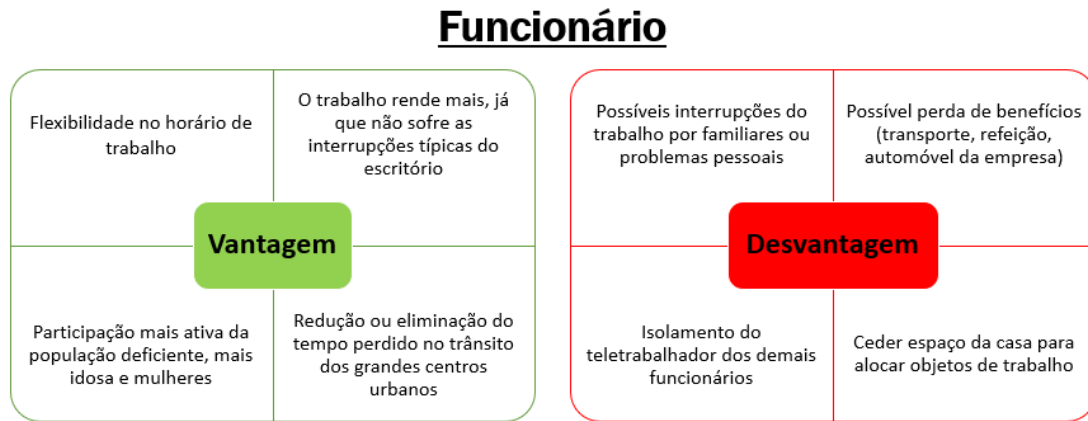 Funcionário
Flexibilidade no horário de
trabalho
O trabalho rende mais, já
que não sofre as
interrupções típicas do
escritório
Vantagem
Participação mais ativa da
população deficiente, mais
idosa e mulheres
Redução ou eliminação do
tempo perdido no trânsito
dos grandes centros
urbanos
Possíveis interrupções do
trabalho por familiares ou
problemas pessoais
Possível perda de benefícios
(transporte, refeição,
automóvel da empresa)
Desvantagem
Isolamento do
teletrabalhador dos demais
funcionários
Ceder espaço da casa para
alocar objetos de trabalho